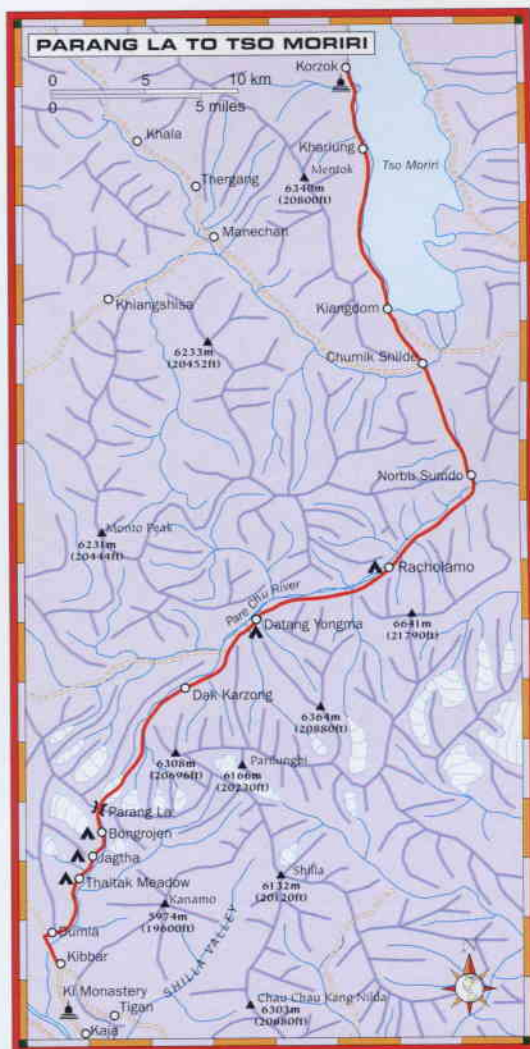 PARANG LA TO TSO MORIRI
Korzok
0 5 10 km
0 5 miles
Khala
Kharlung
Tso Moriri
Mentok
6340m
(20800ft)
Thergang
Manechan
Khiangshisa
Kiangdom
6233m
(20452ft)
Chumik Shilde
Norbu Sumdo
Monto Peak
6231m
(20444ft)
Racholamo
Pare Chu River
Datang Yongma
6641m
(21790ft)
Dak Karzong
6364m
(20880ft)
6308m
(20696ft)
Parilungbi
6166m
(20230ft)
Parang La
Bongrojen
Jagtha
Thaltak Meadow
Shilla
6132m
(20120ft)
Kanamo
5974m
(19600ft)
SHILLA VALLEY
Dumla
Kibbar
Ki Monastery
Tigan
Kaja
Chau Chau Kang Nilda
6303m
(20680ft)